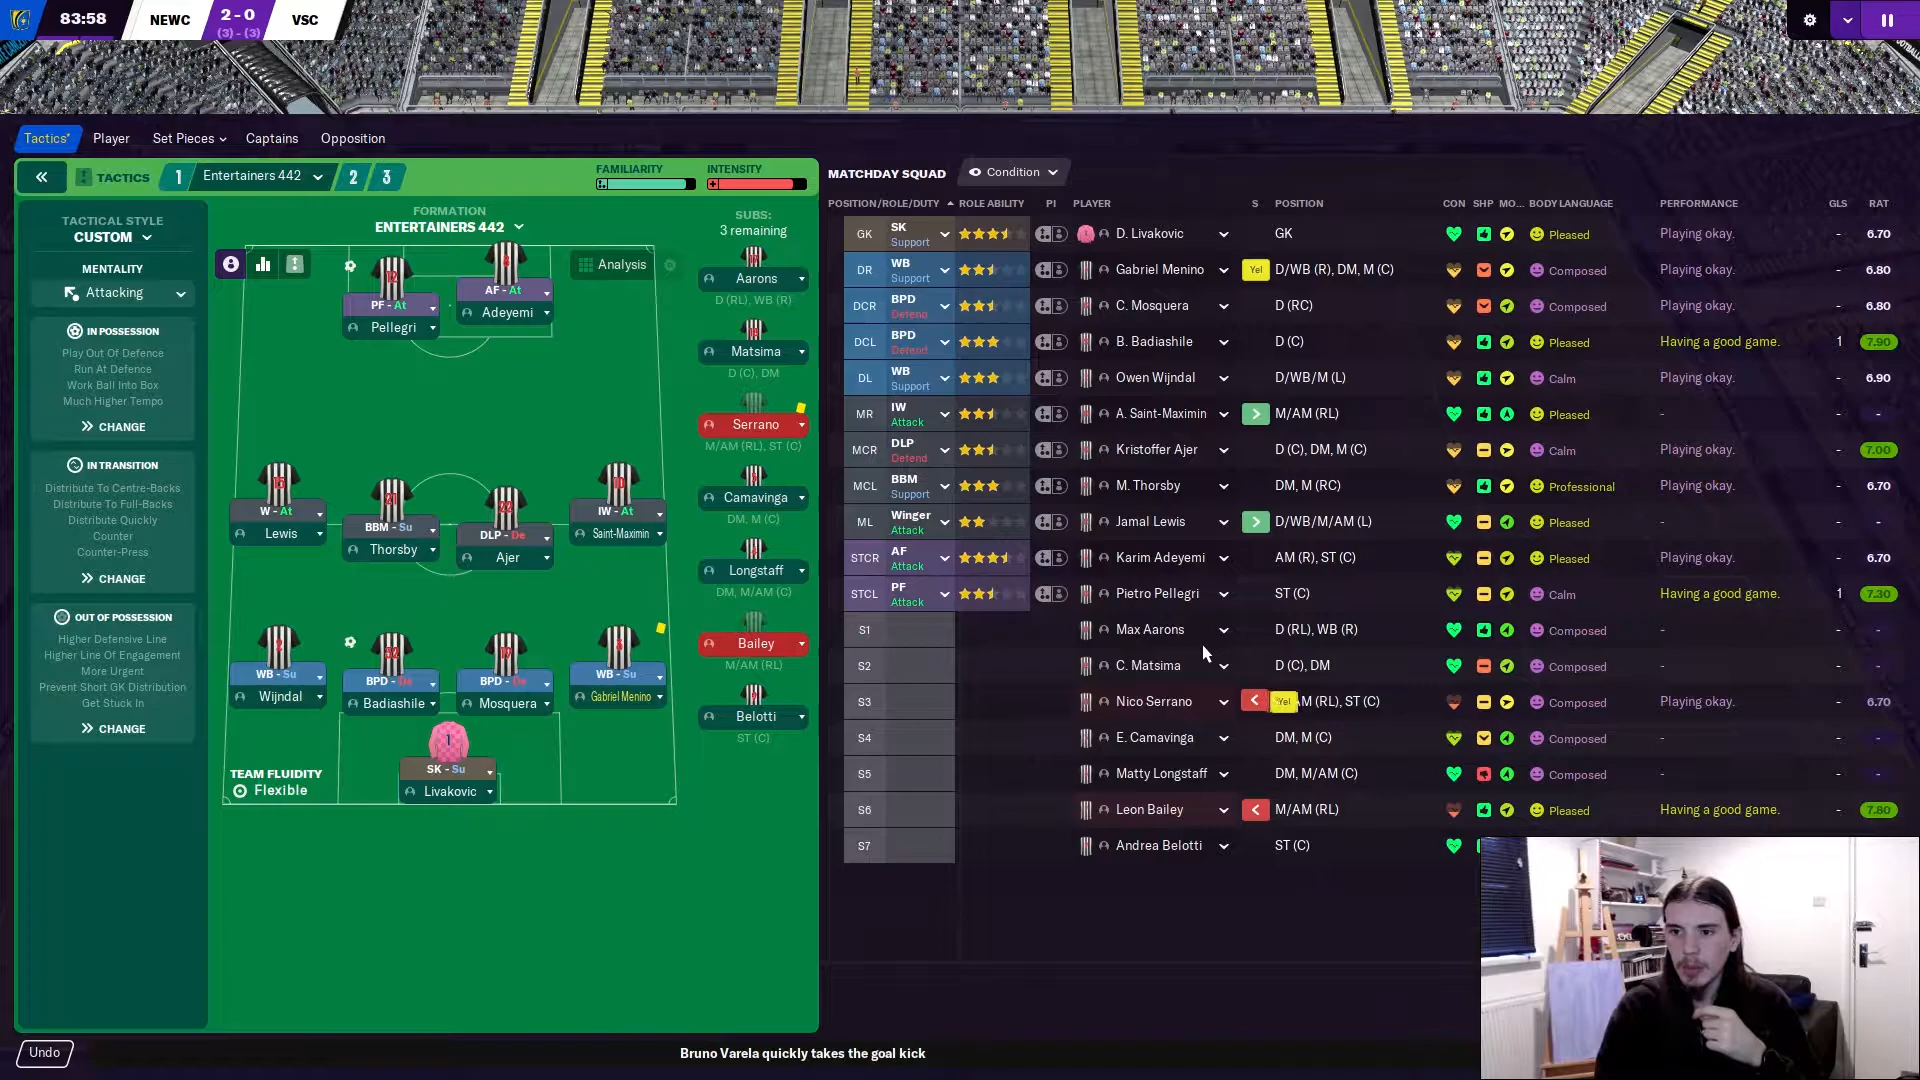 83:58 NEWC 2 - 0 VSC
(3) - (3)
Tactics* Player Set Pieces Captains Opposition
TACTICS 1 Entertainers 442 2 3 FAMILIARITY INTENSITY
TACTICAL STYLE
CUSTOM
MENTALITY
Attacking
IN POSSESSION
Play Out Of Defence
Run At Defence
Work Ball Into Box
Much Higher Tempo
CHANGE
IN TRANSITION
Distribute To Centre-Backs
Distribute To Full-Backs
Distribute Quickly
Counter
Counter-Press
CHANGE
OUT OF POSSESSION
Higher Defensive Line
Higher Line Of Engagement
More Urgent
Prevent Short GK Distribution
Get Stuck In
CHANGE
FORMATION
ENTERTAINERS 442
Analysis
PF - At
Pellegri
AF - At
Adeyemi
W - At
Lewis
BBM - Su
Thorsby
DLP - De
Ajer
IW - At
Saint-Maximin
WB - Su
Wijndal
BPD - De
Badiashile
BPD - De
Mosquera
WB - Su
Gabriel Menino
1
SK - Su
Livakovic
TEAM FLUIDITY
Flexible
SUBS:
3 remaining
Aarons
D (RL), WB (R)
Matsima
D (C), DM
Serrano
M/AM (RL), ST (C)
Camavinga
DM, M (C)
Longstaff
DM, M/AM (C)
Bailey
M/AM (RL)
Belotti
ST (C)
MATCHDAY SQUAD Condition
POSITION/ROLE/DUTY ROLE ABILITY PI PLAYER S POSITION CON SHP MO... BODY LANGUAGE PERFORMANCE GLS RAT
GK SK Support D. Livakovic GK Pleased Playing okay. - 6.70
DR WB Support Gabriel Menino Yel D/WB (R), DM, M (C) Composed Playing okay. - 6.80
DCR BPD Defend C. Mosquera D (RC) Composed Playing okay. - 6.80
DCL BPD Defend B. Badiashile D (C) Pleased Having a good game. 1 7.90
DL WB Support Owen Wijndal D/WB/M (L) Calm Playing okay. - 6.90
MR IW Attack A. Saint-Maximin M/AM (RL) Pleased - - -
MCR DLP Defend Kristoffer Ajer D (C), DM, M (C) Calm Playing okay. - 7.00
MCL BBM Support M. Thorsby DM, M (RC) Professional Playing okay. - 6.70
ML Winger Attack Jamal Lewis D/WB/M/AM (L) Pleased - - -
STCR AF Attack Karim Adeyemi AM (R), ST (C) Pleased Playing okay. - 6.70
STCL PF Attack Pietro Pellegri ST (C) Calm Having a good game. 1 7.30
S1 Max Aarons D (RL), WB (R) Composed - - -
S2 C. Matsima D (C), DM Composed - - -
S3 Nico Serrano Yel M (RL), ST (C) Composed Playing okay. - 6.70
S4 E. Camavinga DM, M (C) Composed - - -
S5 Matty Longstaff DM, M/AM (C) Composed - - -
S6 Leon Bailey M/AM (RL) Pleased Having a good game. - 7.80
S7 Andrea Belotti ST (C)
Undo
Bruno Varela quickly takes the goal kick